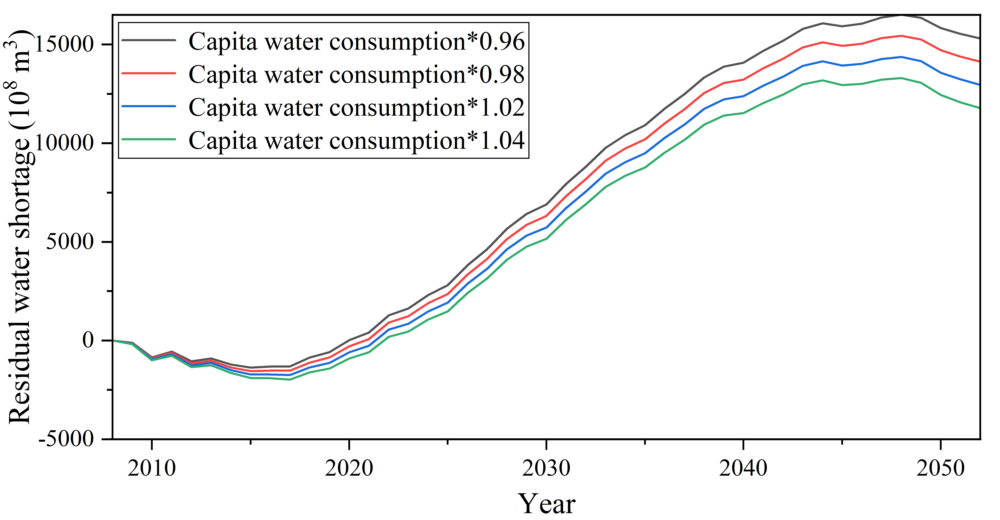 Residual water shortage (10⁸ m³)
15000
10000
5000
0
-5000
Capita water consumption*0.96
Capita water consumption*0.98
Capita water consumption*1.02
Capita water consumption*1.04
2010
2020
2030
2040
2050
Year